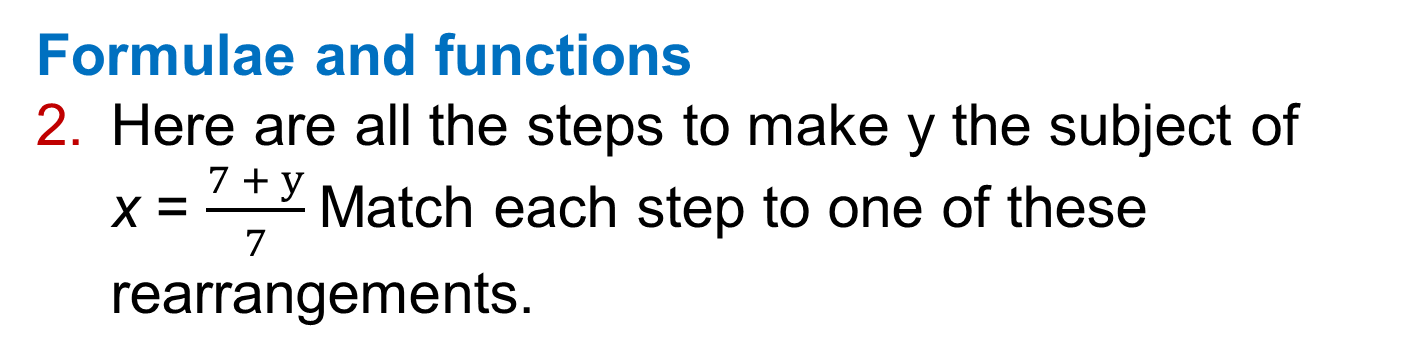 Formulae and functions
2. Here are all the steps to make y the subject of
x = \frac{7 + y}{7} Match each step to one of these
rearrangements.